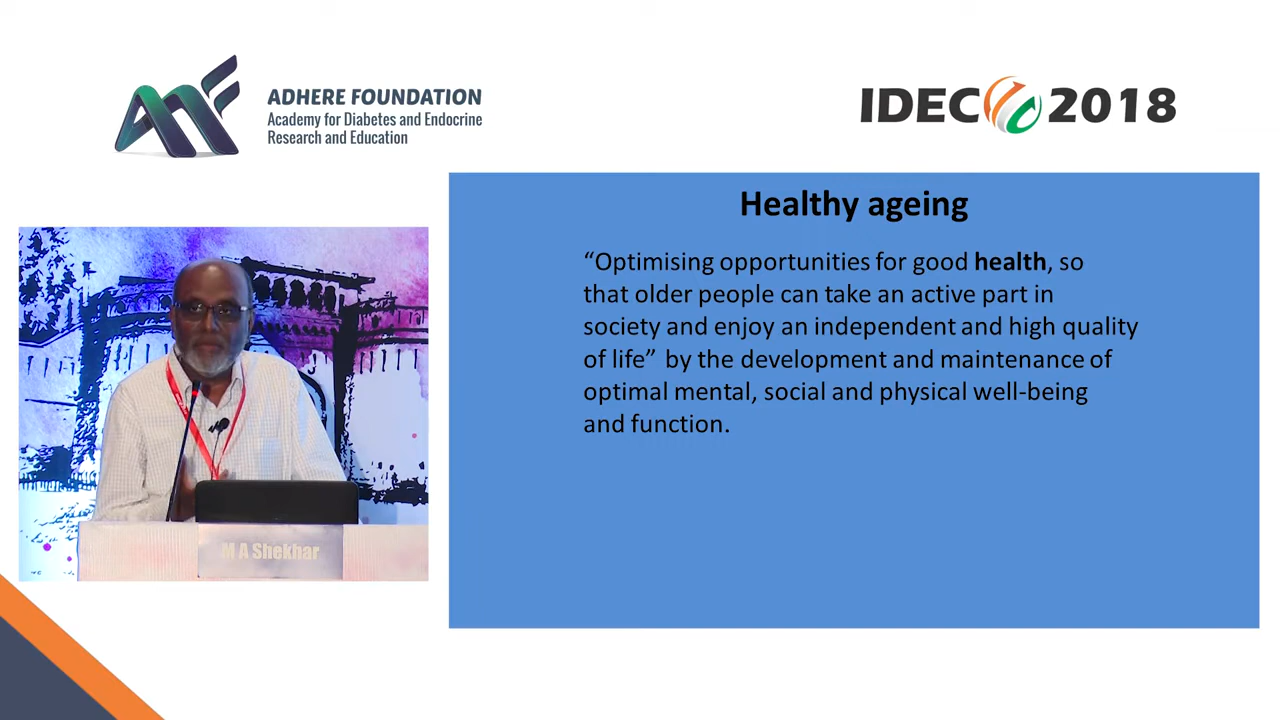 ADHERE FOUNDATION
Academy for Diabetes and Endocrine
Research and Education
IDEC 2018
Healthy ageing
“Optimising opportunities for good health, so
that older people can take an active part in
society and enjoy an independent and high quality
of life” by the development and maintenance of
optimal mental, social and physical well-being
and function.
M A Shekhar